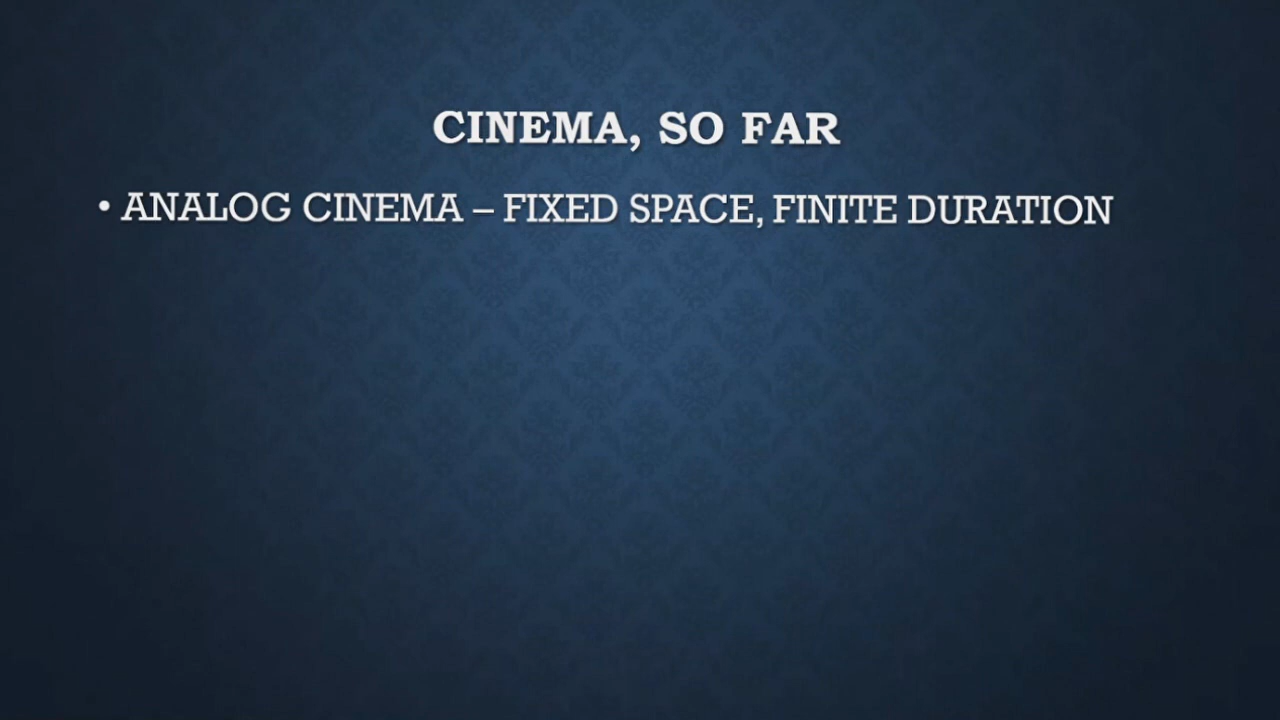 CINEMA, SO FAR
• ANALOG CINEMA – FIXED SPACE, FINITE DURATION